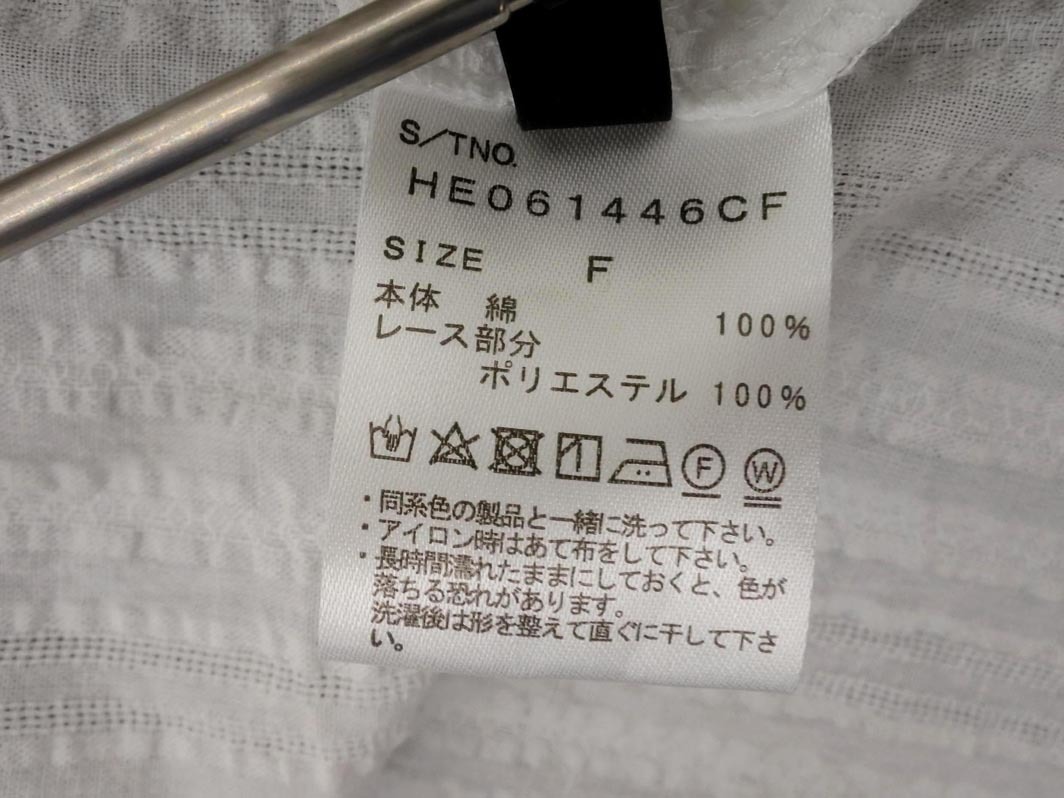 S/TNO.
HE061446CF
SIZE F
本体 綿 100%
レース部分
ポリエステル 100%
F W
・同系色の製品と一緒に洗って下さい。
・アイロン時はあて布をして下さい。
・長時間濡れたままにしておくと、色が
落ちる恐れがあります。
洗濯後は形を整えて直ぐに干して下さ
い。